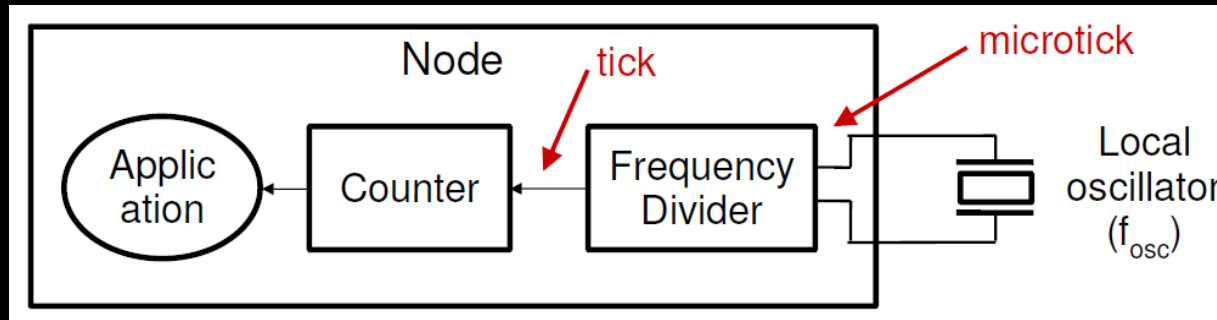 Node
tick
microtick
Applic
ation
Counter
Frequency
Divider
Local
oscillator
(fosc)